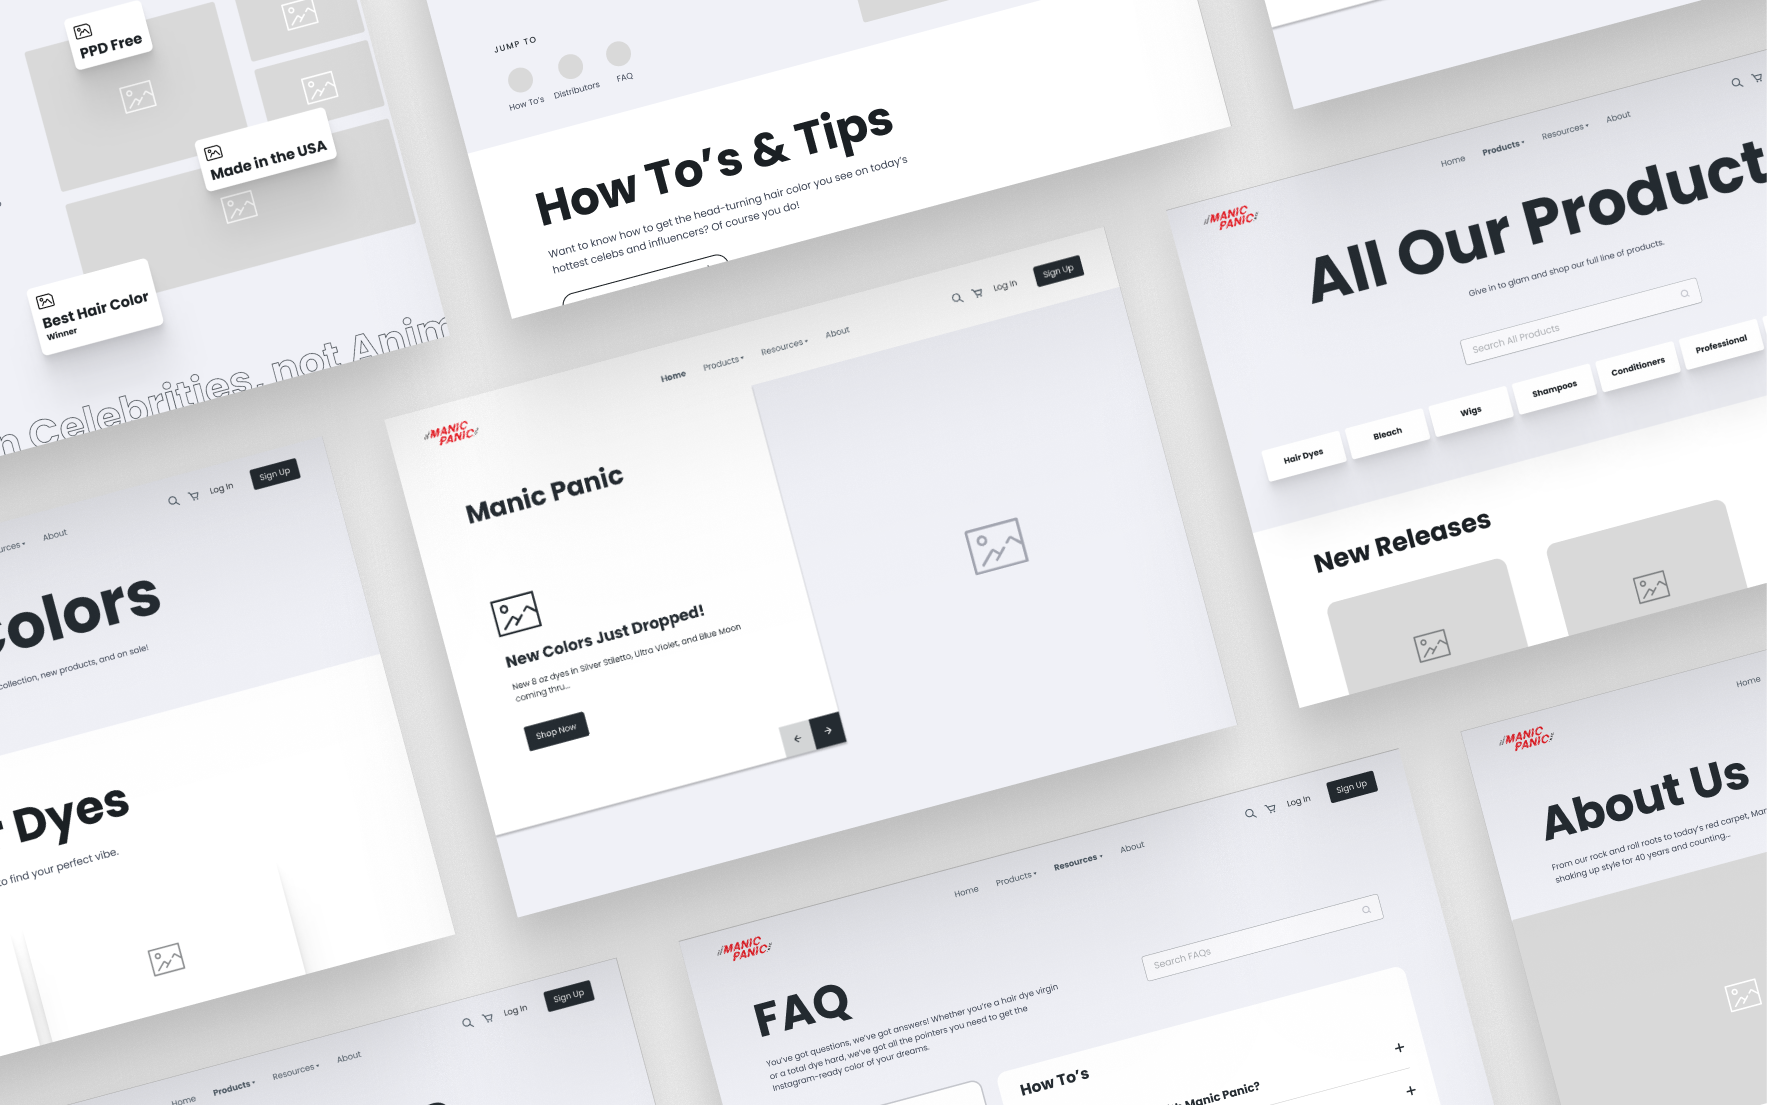 PPD Free
Made in the USA
Best Hair Color
Winner
Celebrities, not Anim
JUMP TO
How To's
Distributors
FAQ
How To's & Tips
Want to know how to get the head-turning hair color you see on today's
hottest celebs and influencers? Of course you do!
Home
Products
Resources
About
MANIC
PANIC
All Our Product
Give in to glam and shop our full line of products.
Search All Products
Hair Dyes
Bleach
Wigs
Shampoos
Conditioners
Professional
New Releases
Log In
Sign Up
About
Colors
collection, new products, and on sale!
Dyes
to find your perfect vibe.
Home
Products
Resources
About
Log In
Sign Up
MANIC
PANIC
Manic Panic
New Colors Just Dropped!
New 8 oz dyes in Silver Stiletto, Ultra Violet, and Blue Moon
coming thru...
Shop Now
Home
Products
Resources
About
Log In
Sign Up
Home
Products
Resources
About
Log In
Sign Up
MANIC
PANIC
FAQ
You've got questions, we've got answers! Whether you're a hair dye virgin
or a total dye hard, we've got all the pointers you need to get the
Instagram-ready color of your dreams.
Search FAQs
How To's
Manic Panic?
Home
MANIC
PANIC
About Us
From our rock and roll roots to today's red carpet,
shaking up style for 40 years and counting...